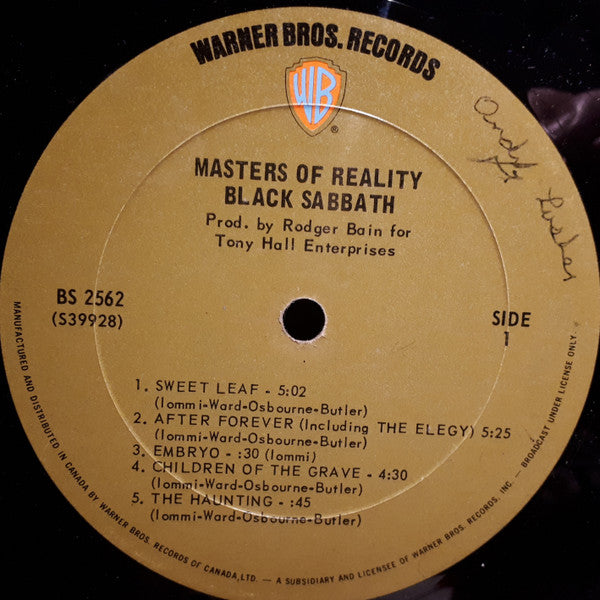 WARNER BROS. RECORDS
WB
®
MASTERS OF REALITY
BLACK SABBATH
Prod. by Rodger Bain for
Tony Hall Enterprises
Andy
Lusher
BS 2562
(S39928)
SIDE
1
1. SWEET LEAF - 5:02
(Iommi-Ward-Osbourne-Butler)
2. AFTER FOREVER (Including THE ELEGY) 5:25
(Iommi-Ward-Osbourne-Butler)
3. EMBRYO - :30 (Iommi)
4. CHILDREN OF THE GRAVE - 4:30
(Iommi-Ward-Osbourne-Butler)
5. THE HAUNTING - :45
(Iommi-Ward-Osbourne-Butler)
MANUFACTURED AND DISTRIBUTED IN CANADA BY WARNER BROS. RECORDS OF CANADA, LTD. — A SUBSIDIARY AND LICENSEE OF WARNER BROS. RECORDS, INC. — BROADCAST UNDER LICENSE ONLY.